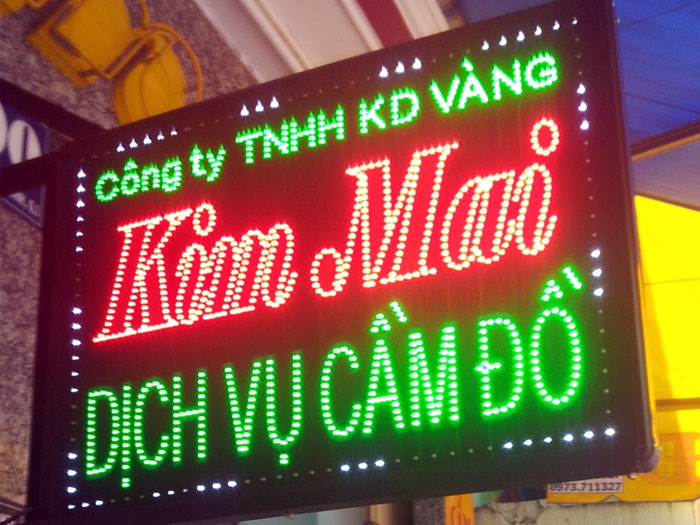 Công ty TNHH KD VÀNG
Kim Mai
DỊCH VỤ CẦM ĐỒ
0973.711327